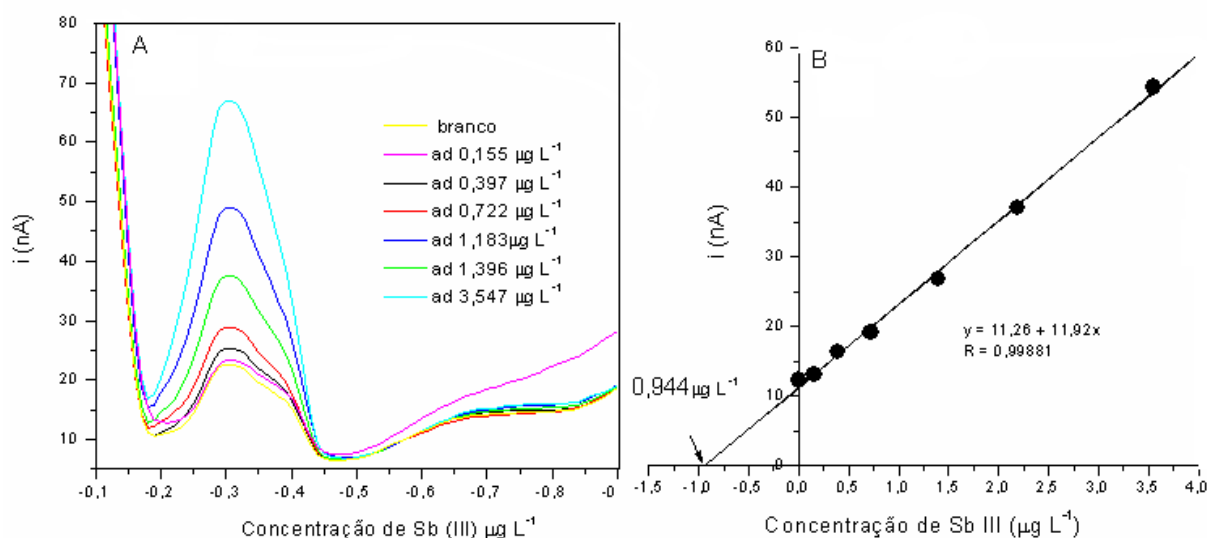 A
i (nA)
80
70
60
50
40
30
20
10
branco
ad 0,155 µg L⁻¹
ad 0,397 µg L⁻¹
ad 0,722 µg L⁻¹
ad 1,183µg L⁻¹
ad 1,396 µg L⁻¹
ad 3,547 µg L⁻¹
-0,1 -0,2 -0,3 -0,4 -0,5 -0,6 -0,7 -0,8 -0
Concentração de Sb (III) µg L⁻¹
B
i (nA)
60
50
40
30
20
10
0
y = 11,26 + 11,92x
R = 0,99881
0,944µg L⁻¹
-1,5 -1,0 -0,5 0,0 0,5 1,0 1,5 2,0 2,5 3,0 3,5 4,0
Concentração de Sb III (µg L⁻¹)